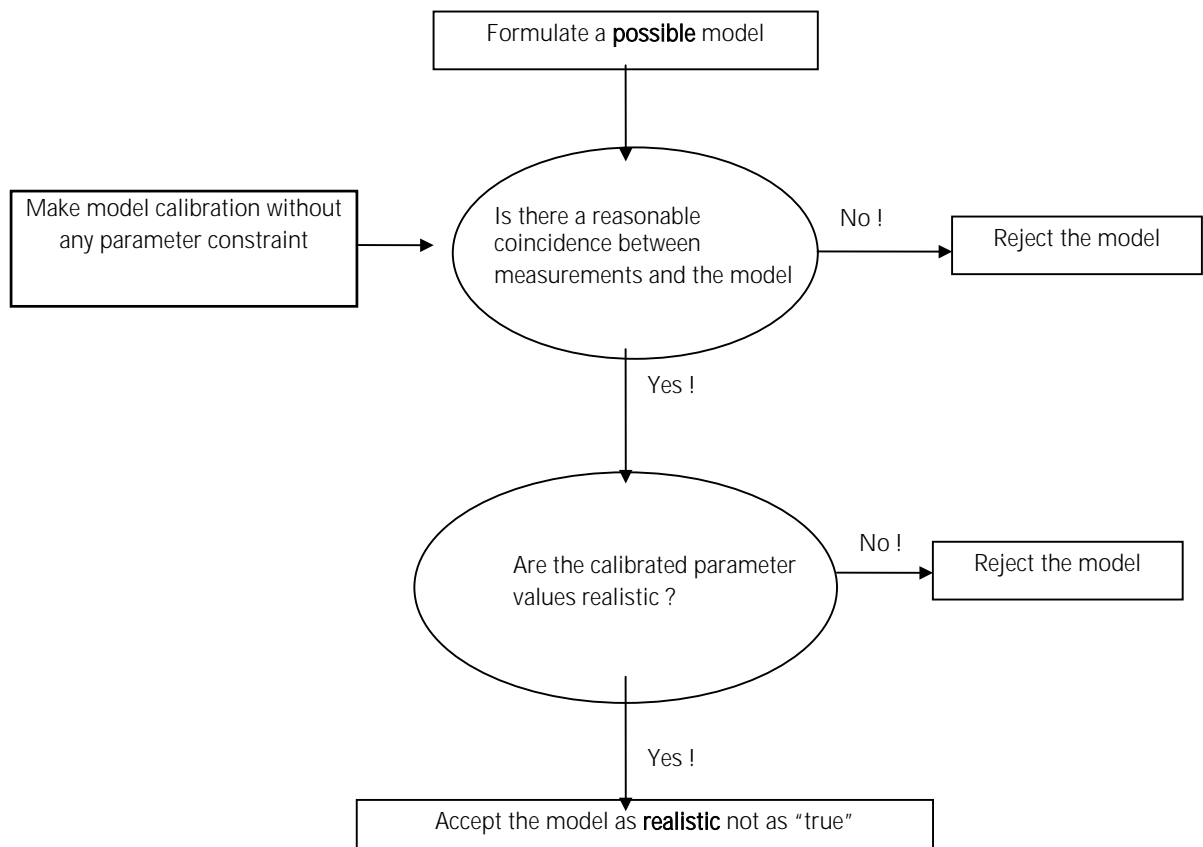 Formulate a possible model
Make model calibration without
any parameter constraint
Is there a reasonable
coincidence between
measurements and the model
No !
Reject the model
Yes !
Are the calibrated parameter
values realistic ?
No !
Reject the model
Yes !
Accept the model as realistic not as “true”